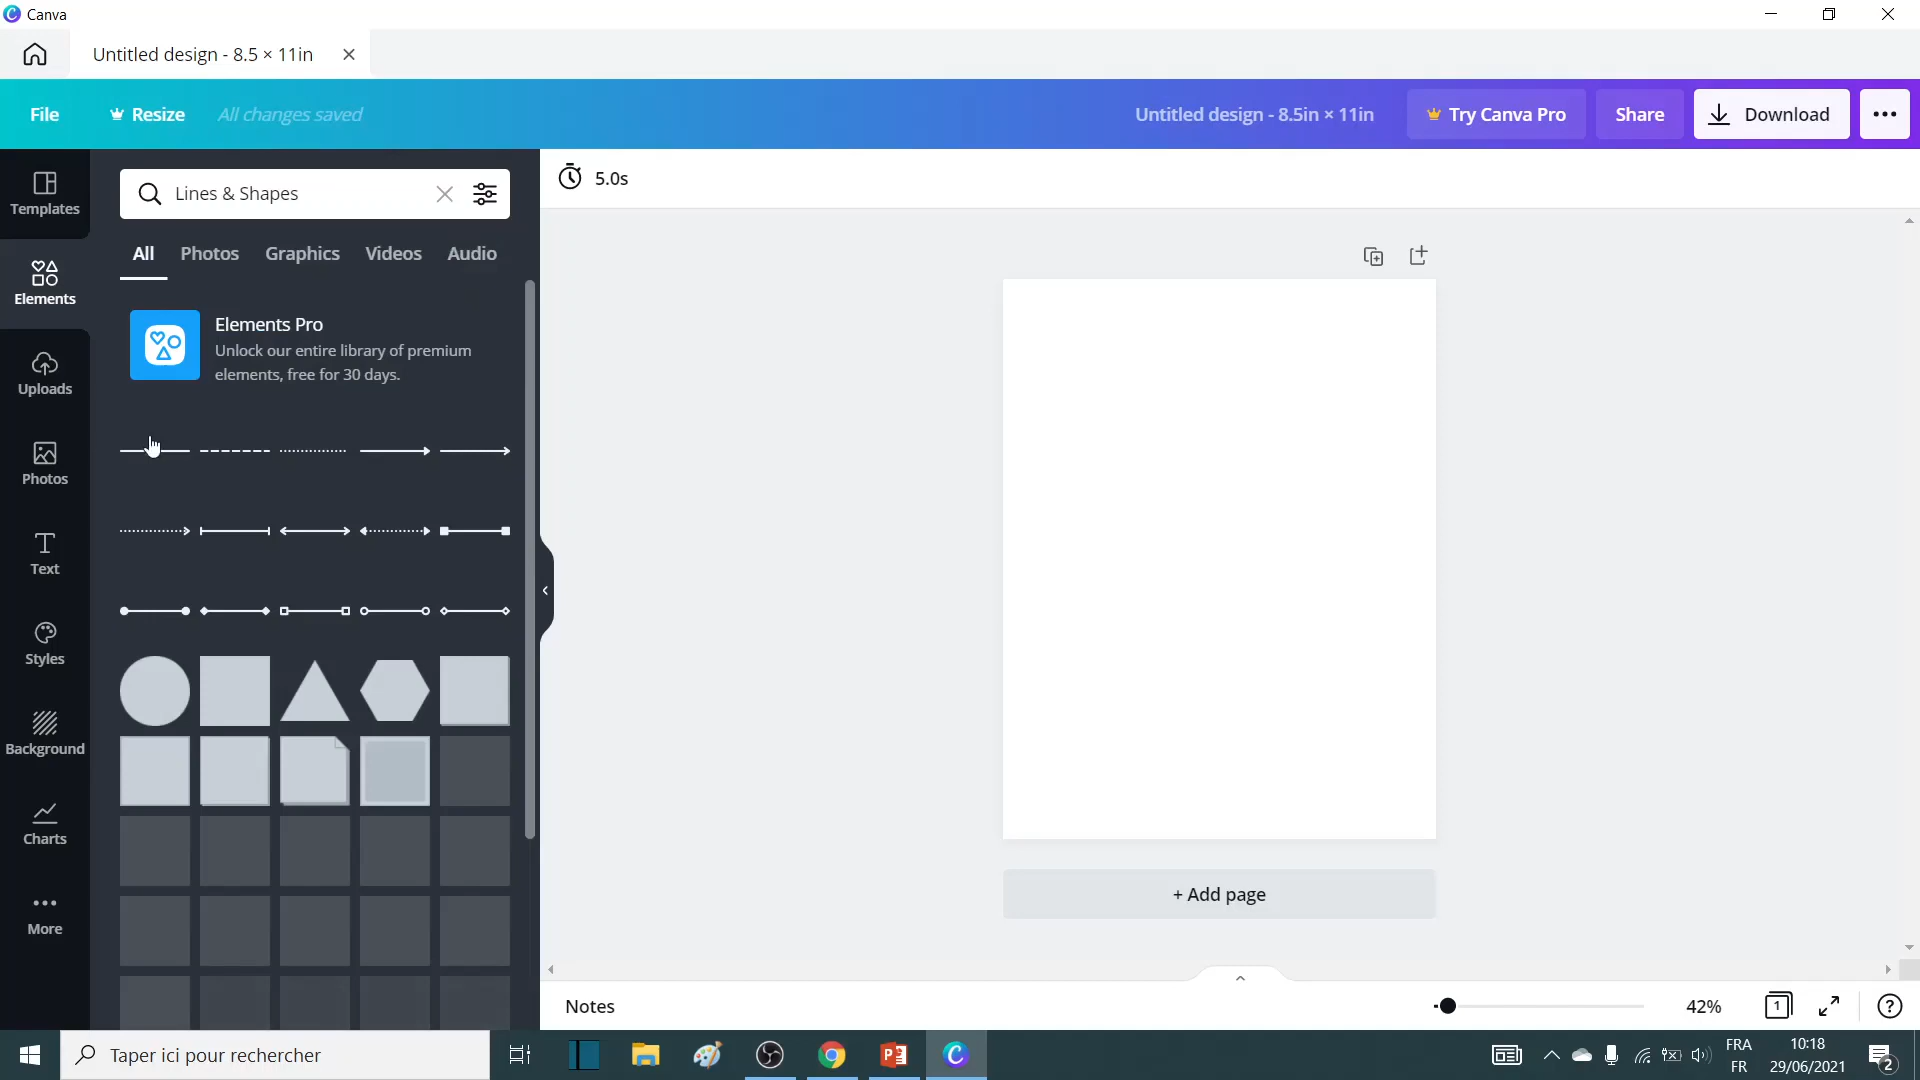 Canva
Untitled design - 8.5 × 11in
File
Resize
All changes saved
Untitled design - 8.5in × 11in
Try Canva Pro
Share
Download
Templates
Elements
Uploads
Photos
Text
Styles
Background
Charts
More
Lines & Shapes
All
Photos
Graphics
Videos
Audio
Elements Pro
Unlock our entire library of premium
elements, free for 30 days.
5.0s
+ Add page
Notes
42%
1
Taper ici pour rechercher
FRA
FR
10:18
29/06/2021
2